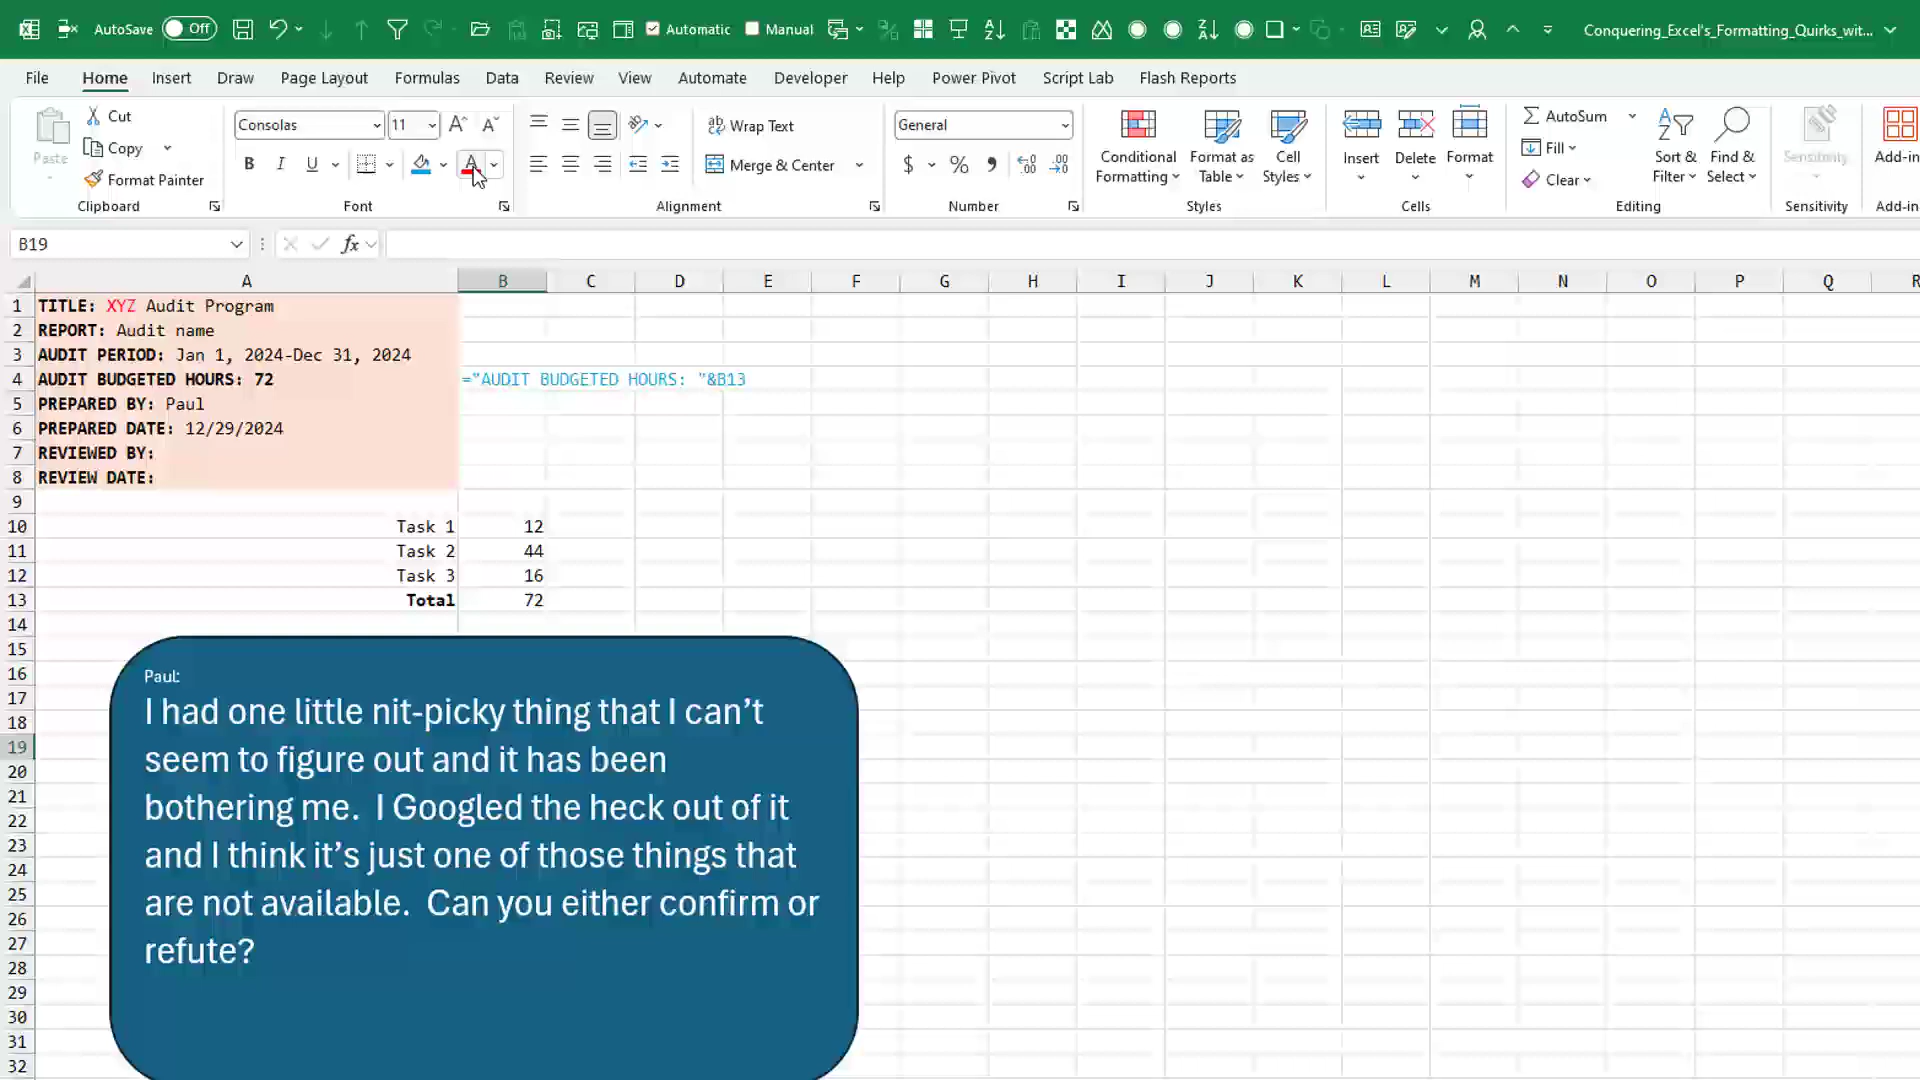 AutoSave Off Automatic Manual Conquering_Excel's_Formatting_Quirks_wit...
File Home Insert Draw Page Layout Formulas Data Review View Automate Developer Help Power Pivot Script Lab Flash Reports
Paste
Cut
Copy
Format Painter
Clipboard
Consolas 11
B I U
Font
Wrap Text
Merge & Center
Alignment
General
$ % ,
Number
Conditional Formatting
Format as Table
Cell Styles
Styles
Insert Delete Format
Cells
AutoSum
Fill
Clear
Sort & Filter
Find & Select
Editing
Sensitivity
Sensitivity
Add-in
Add-in
B19 fx
A B C D E F G H I J K L M N O P Q R
1 TITLE: XYZ Audit Program
2 REPORT: Audit name
3 AUDIT PERIOD: Jan 1, 2024-Dec 31, 2024
4 AUDIT BUDGETED HOURS: 72 ="AUDIT BUDGETED HOURS: "&B13
5 PREPARED BY: Paul
6 PREPARED DATE: 12/29/2024
7 REVIEWED BY:
8 REVIEW DATE:
9
10 Task 1 12
11 Task 2 44
12 Task 3 16
13 Total 72
14
15
16
17
18
19
20
21
22
23
24
25
26
27
28
29
30
31
32
Paul:
I had one little nit-picky thing that I can’t
seem to figure out and it has been
bothering me.  I Googled the heck out of it
and I think it’s just one of those things that
are not available.  Can you either confirm or
refute?